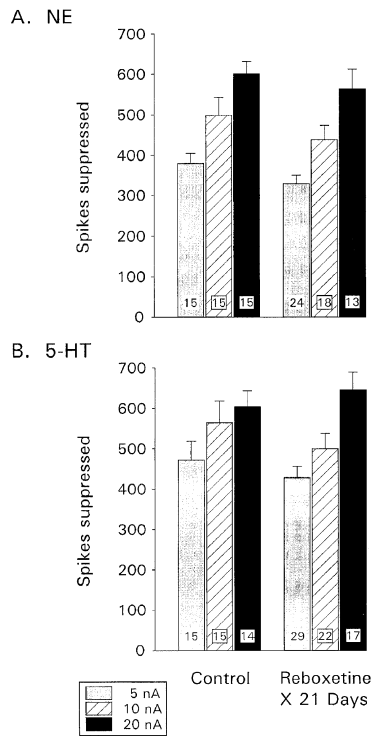 A. NE
700
600
500
400
300
200
100
0
Spikes suppressed
15 15 15 24 18 13
B. 5-HT
700
600
500
400
300
200
100
0
Spikes suppressed
15 15 14 29 22 17
Control Reboxetine
X 21 Days
5 nA
10 nA
20 nA